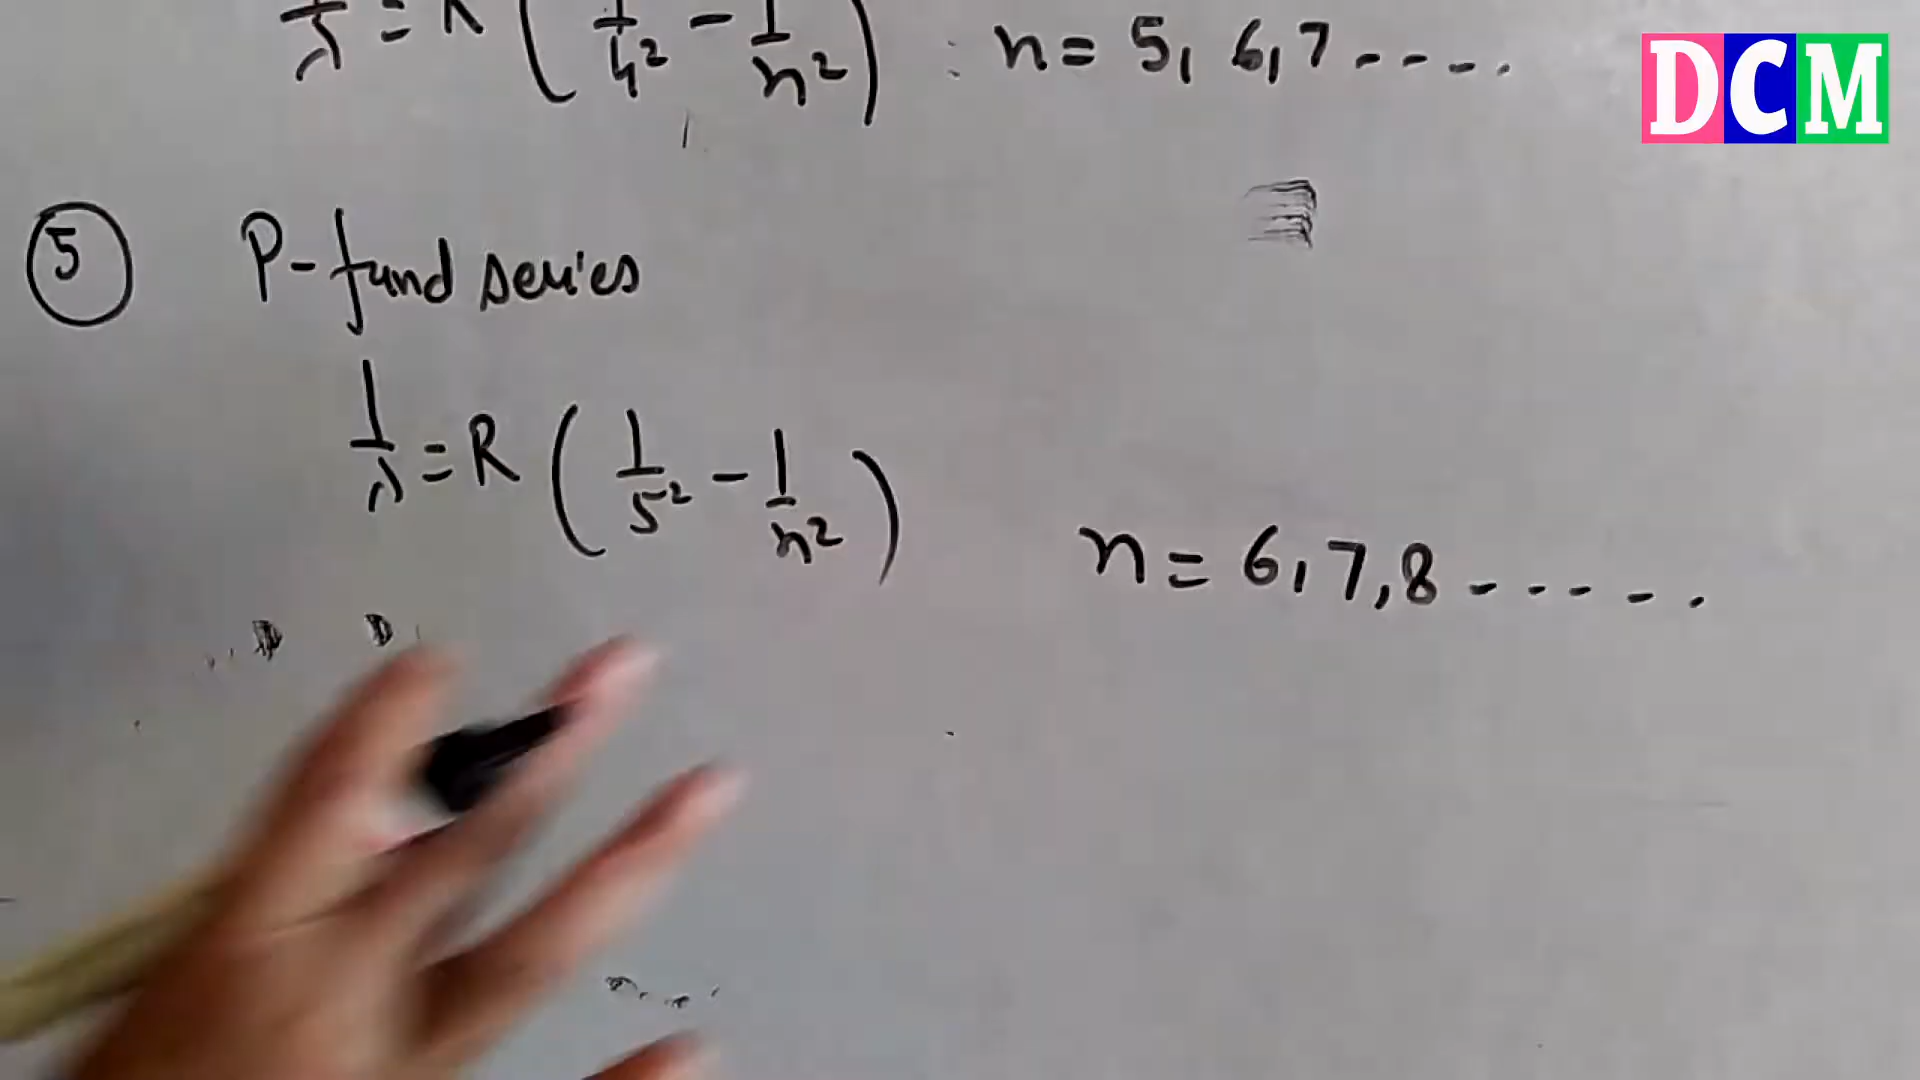 1/λ = R ( 1/4² - 1/n² ) : n = 5, 6, 7 - - - -
DCM
5 P-fund series
1/λ = R ( 1/5² - 1/n² )
n = 6, 7, 8 - - - - -